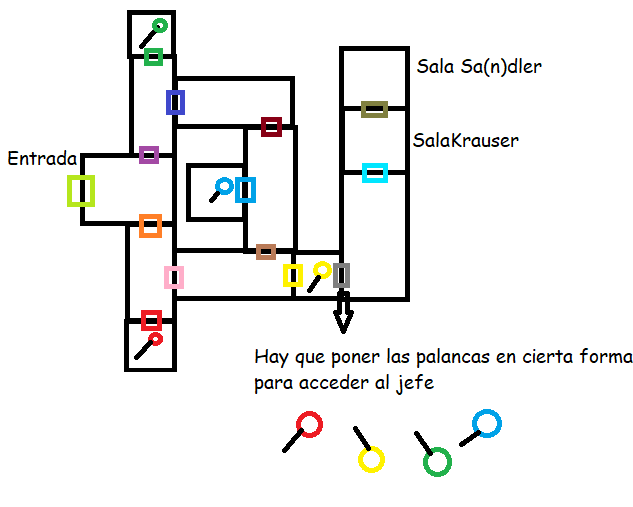 Sala Sa(n)dler
SalaKrauser
Entrada
Hay que poner las palancas en cierta forma
para acceder al jefe